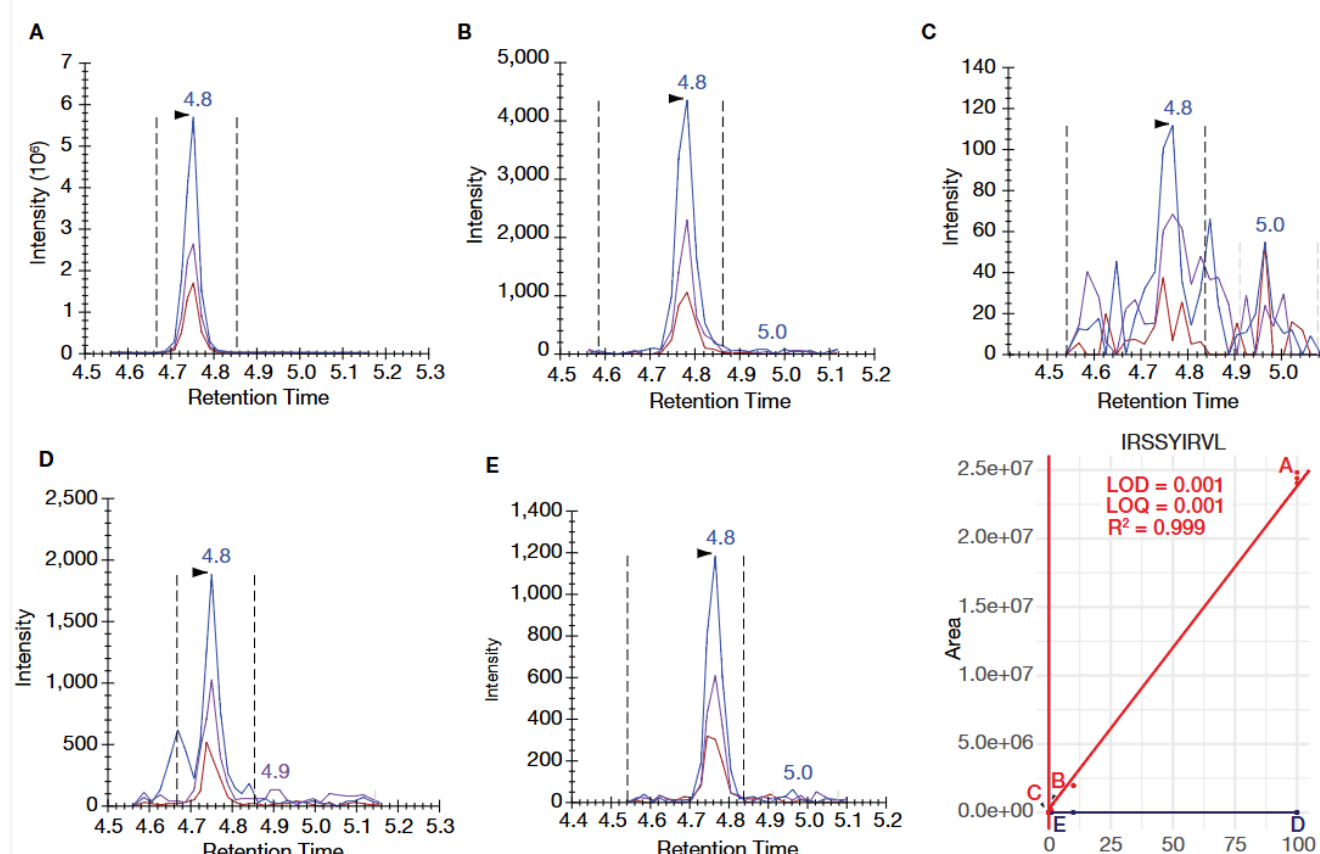 A
7
6
5
4
3
2
1
0
Intensity (10⁶)
4.8
4.5 4.6 4.7 4.8 4.9 5.0 5.1 5.2 5.3
Retention Time
B
5,000
4,000
3,000
2,000
1,000
0
Intensity
4.8
5.0
4.5 4.6 4.7 4.8 4.9 5.0 5.1 5.2
Retention Time
C
140
120
100
80
60
40
20
0
Intensity
4.8
5.0
4.5 4.6 4.7 4.8 4.9 5.0
Retention Time
D
2,500
2,000
1,500
1,000
500
0
Intensity
4.8
4.9
4.5 4.6 4.7 4.8 4.9 5.0 5.1 5.2 5.3
Retention Time
E
1,400
1,200
1,000
800
600
400
200
0
Intensity
4.8
5.0
4.4 4.5 4.6 4.7 4.8 4.9 5.0 5.1 5.2
Retention Time
IRSSYIRVL
2.5e+07
2.0e+07
1.5e+07
1.0e+07
5.0e+06
0.0e+00
Area
LOD = 0.001
LOQ = 0.001
R² = 0.999
A
C B
E D
0 25 50 75 100